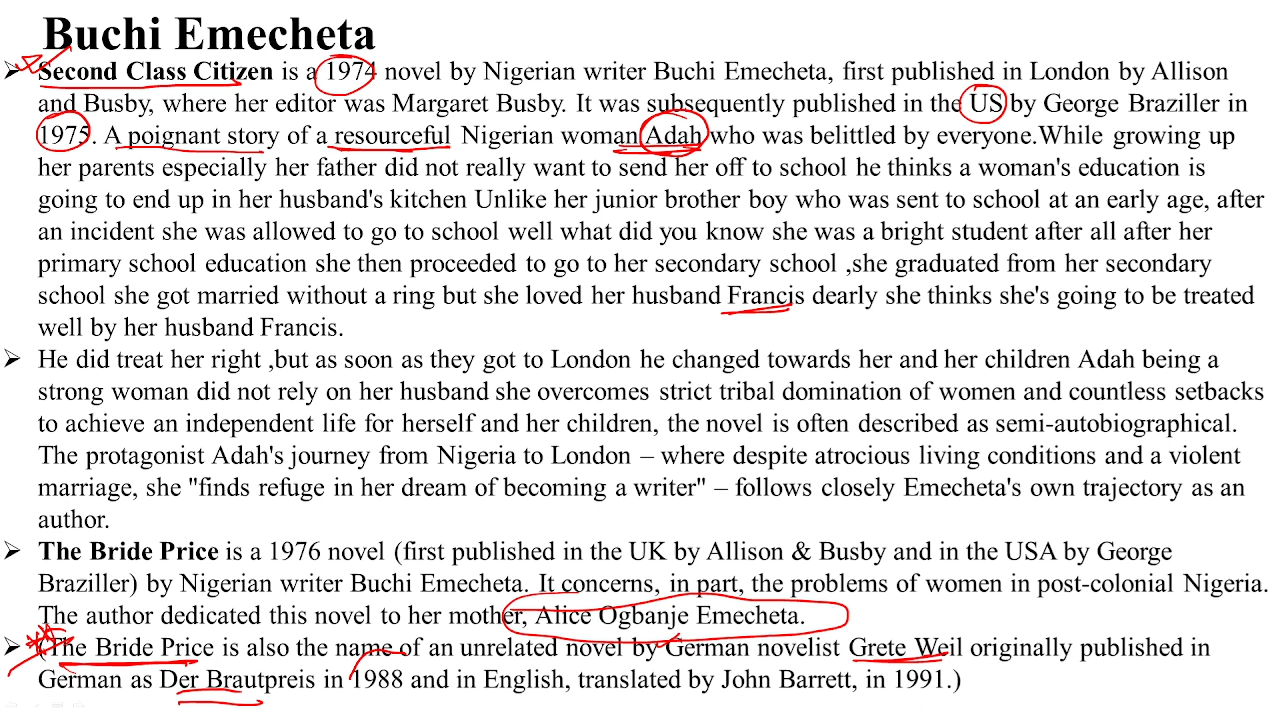 Buchi Emecheta
➢ Second Class Citizen is a 1974 novel by Nigerian writer Buchi Emecheta, first published in London by Allison
and Busby, where her editor was Margaret Busby. It was subsequently published in the US by George Braziller in
1975. A poignant story of a resourceful Nigerian woman Adah who was belittled by everyone.While growing up
her parents especially her father did not really want to send her off to school he thinks a woman's education is
going to end up in her husband's kitchen Unlike her junior brother boy who was sent to school at an early age, after
an incident she was allowed to go to school well what did you know she was a bright student after all after her
primary school education she then proceeded to go to her secondary school ,she graduated from her secondary
school she got married without a ring but she loved her husband Francis dearly she thinks she's going to be treated
well by her husband Francis.
➢ He did treat her right ,but as soon as they got to London he changed towards her and her children Adah being a
strong woman did not rely on her husband she overcomes strict tribal domination of women and countless setbacks
to achieve an independent life for herself and her children, the novel is often described as semi-autobiographical.
The protagonist Adah's journey from Nigeria to London – where despite atrocious living conditions and a violent
marriage, she "finds refuge in her dream of becoming a writer" – follows closely Emecheta's own trajectory as an
author.
➢ The Bride Price is a 1976 novel (first published in the UK by Allison & Busby and in the USA by George
Braziller) by Nigerian writer Buchi Emecheta. It concerns, in part, the problems of women in post-colonial Nigeria.
The author dedicated this novel to her mother, Alice Ogbanje Emecheta.
➢ (The Bride Price is also the name of an unrelated novel by German novelist Grete Weil originally published in
German as Der Brautpreis in 1988 and in English, translated by John Barrett, in 1991.)